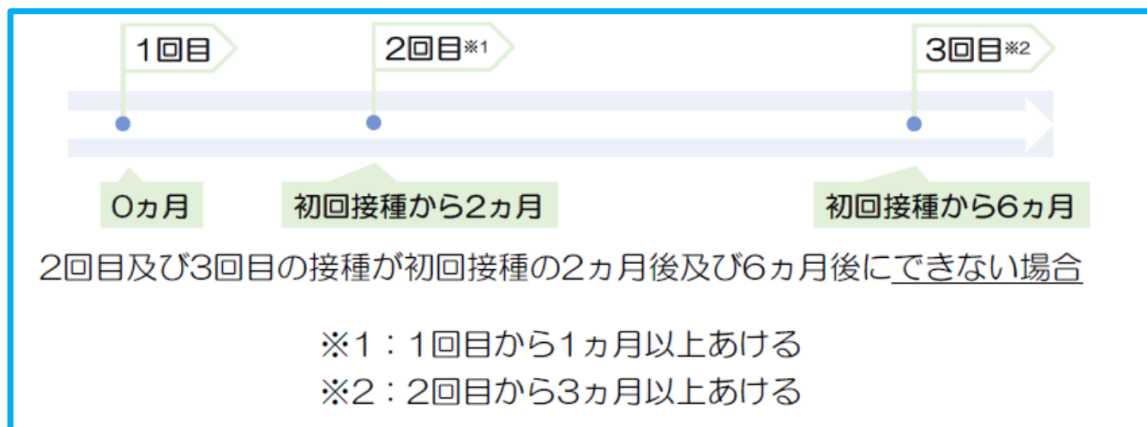 1回目 2回目※1 3回目※2
0ヵ月 初回接種から2ヵ月 初回接種から6ヵ月
2回目及び3回目の接種が初回接種の2ヵ月後及び6ヵ月後にできない場合
※1：1回目から1ヵ月以上あける
※2：2回目から3ヵ月以上あける